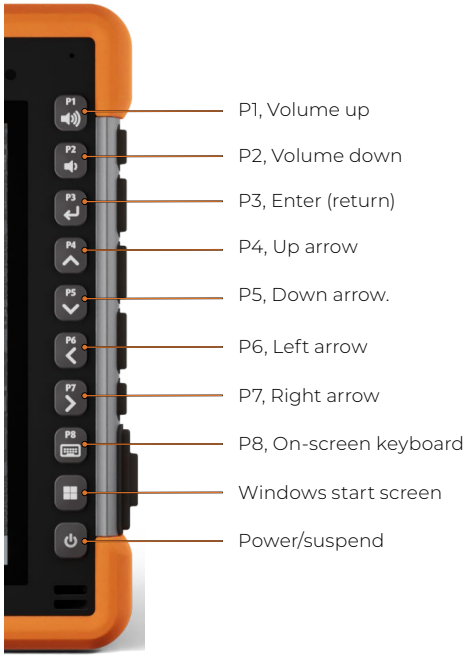 P1
P1, Volume up
P2
P2, Volume down
P3
P3, Enter (return)
P4
P4, Up arrow
P5
P5, Down arrow.
P6
P6, Left arrow
P7
P7, Right arrow
P8
P8, On-screen keyboard
Windows start screen
Power/suspend